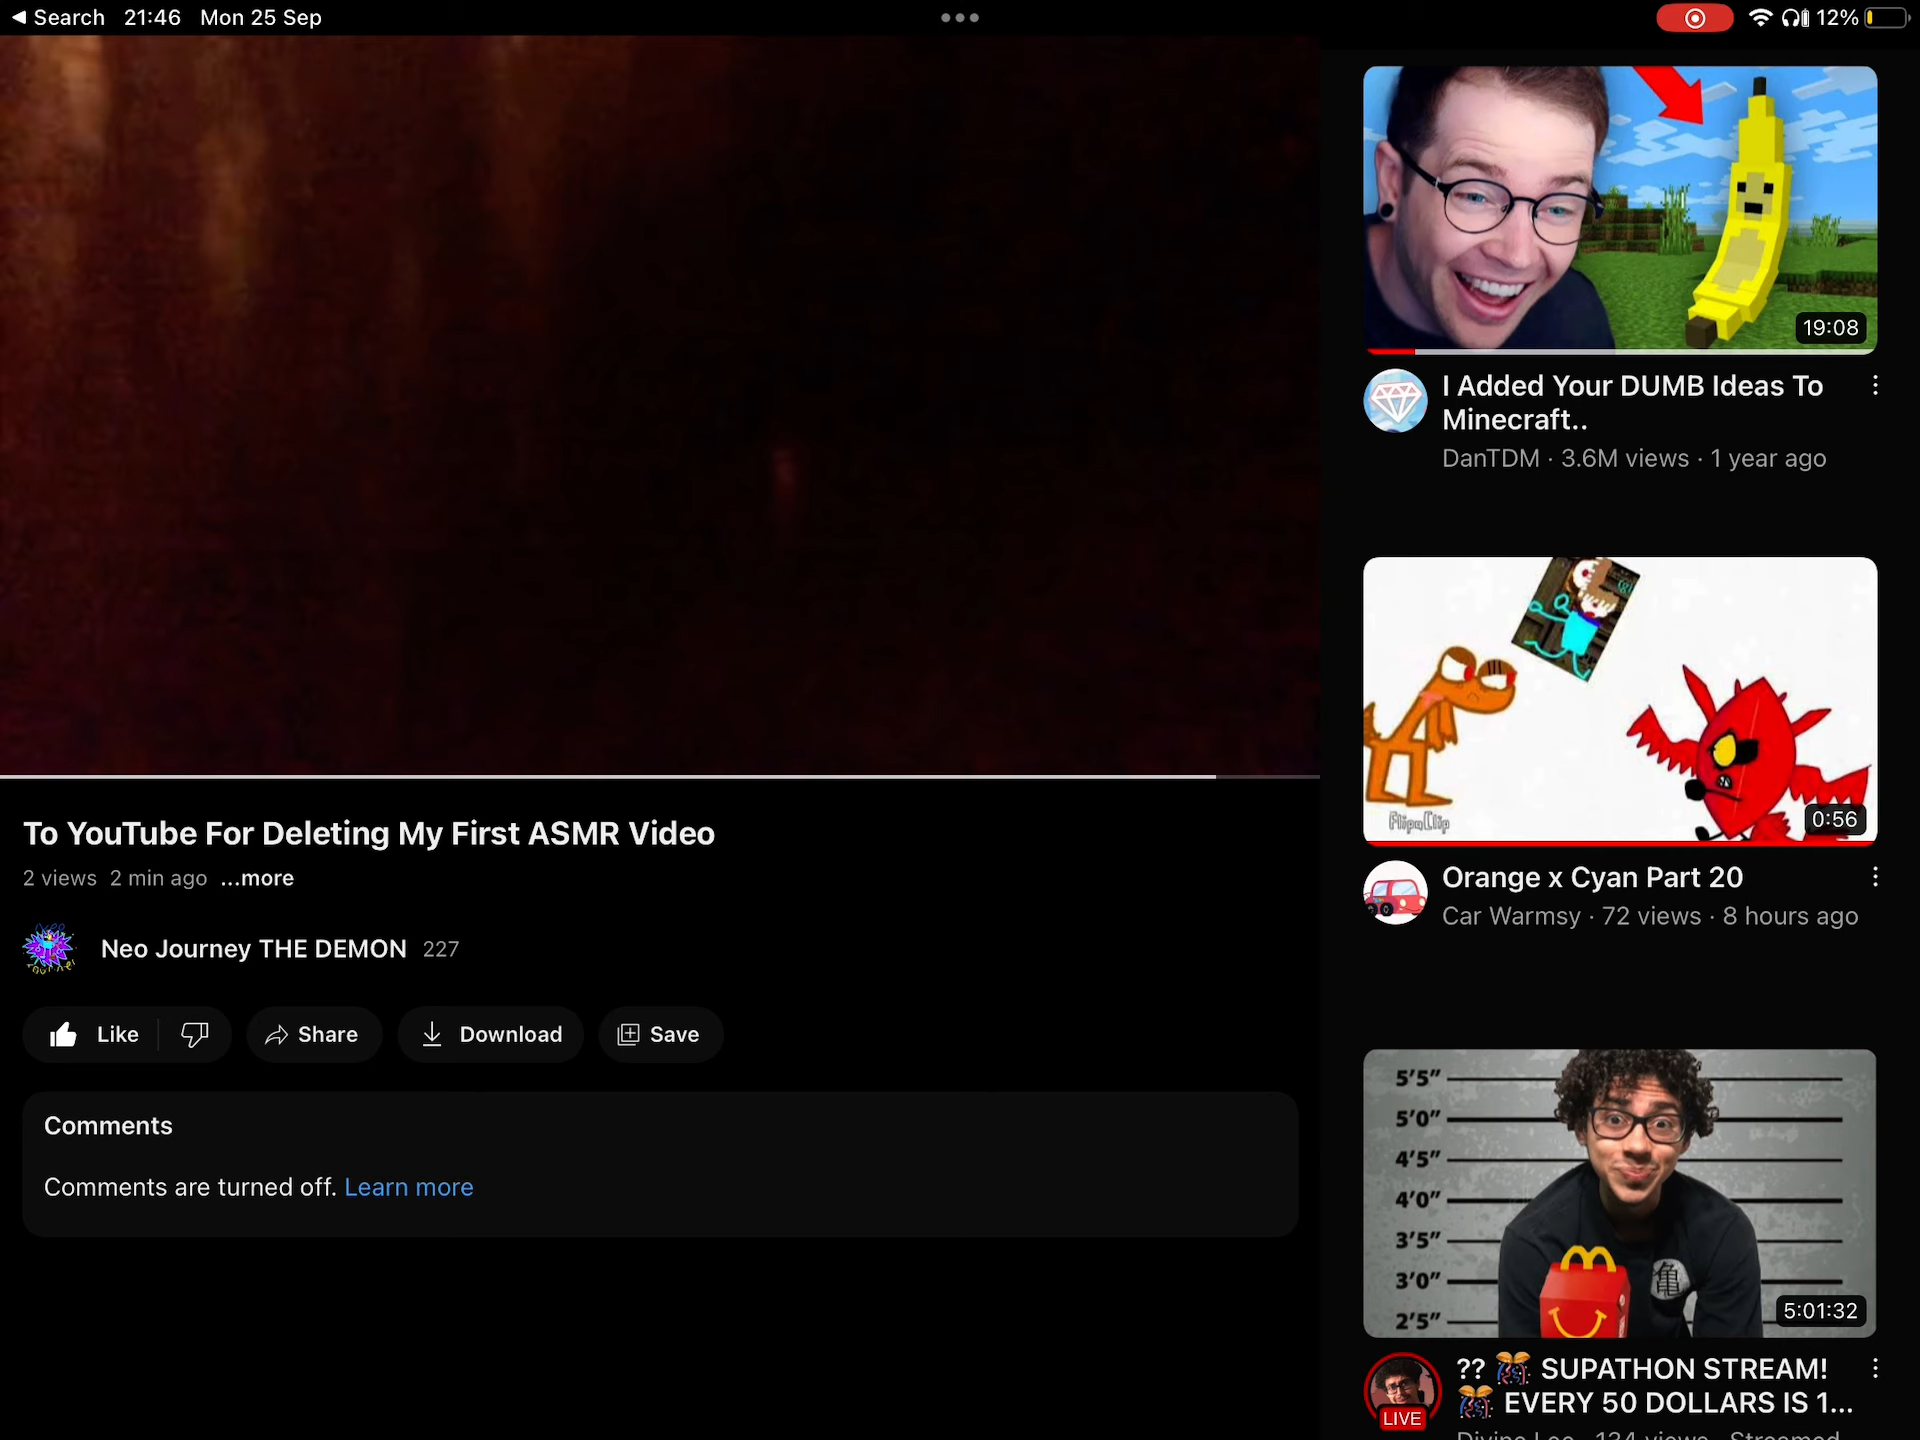 Search 21:46 Mon 25 Sep
12%
19:08
I Added Your DUMB Ideas To
Minecraft..
DanTDM · 3.6M views · 1 year ago
FlipaClip
0:56
Orange x Cyan Part 20
Car Warmsy · 72 views · 8 hours ago
5'5"
5'0"
4'5"
4'0"
3'5"
3'0"
2'5"
亀
5:01:32
LIVE
?? 🎊 SUPATHON STREAM!
🎊 EVERY 50 DOLLARS IS 1...
To YouTube For Deleting My First ASMR Video
2 views 2 min ago ...more
Neo Journey THE DEMON 227
Like Share Download Save
Comments
Comments are turned off. Learn more